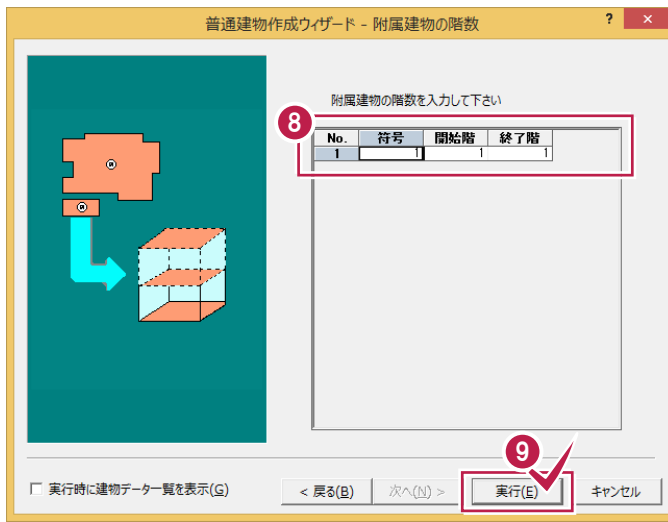 普通建物作成ウィザード - 附属建物の階数
? ×
附属建物の階数を入力して下さい
8
No. 符号 開始階 終了階
1 1 1 1
9
実行時に建物データ一覧を表示(G)
< 戻る(B) 次へ(N) > 実行(E) キャンセル